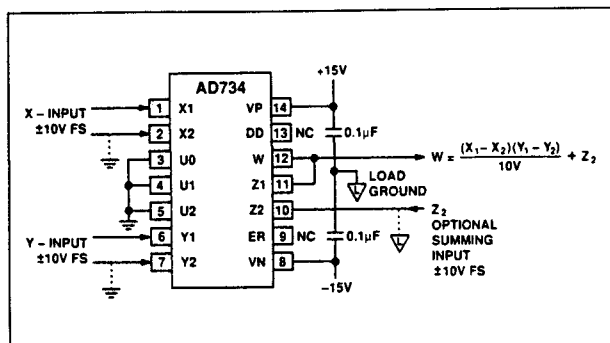 AD734
+15V
X – INPUT
±10V FS
1 X1
2 X2
3 U0
4 U1
5 U2
Y – INPUT
±10V FS
6 Y1
7 Y2
VP 14
DD 13 NC
0.1µF
W 12
W = (X₁ – X₂)(Y₁ – Y₂) / 10V + Z₂
Z1 11
L
LOAD
GROUND
Z2 10
Z₂
OPTIONAL
SUMMING
INPUT
±10V FS
L
ER 9 NC
0.1µF
VN 8
–15V